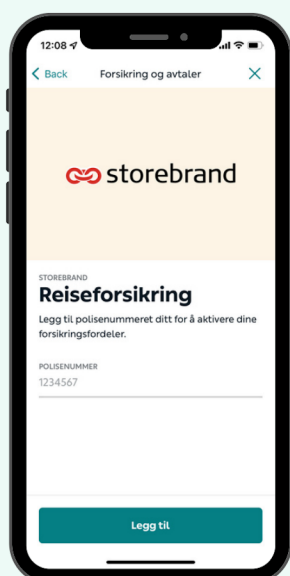 12:08
Back
Forsikring og avtaler
storebrand
STOREBRAND
Reiseforsikring
Legg til polisenummeret ditt for å aktivere dine
forsikringsfordeler.
POLISENUMMER
1234567
Legg til